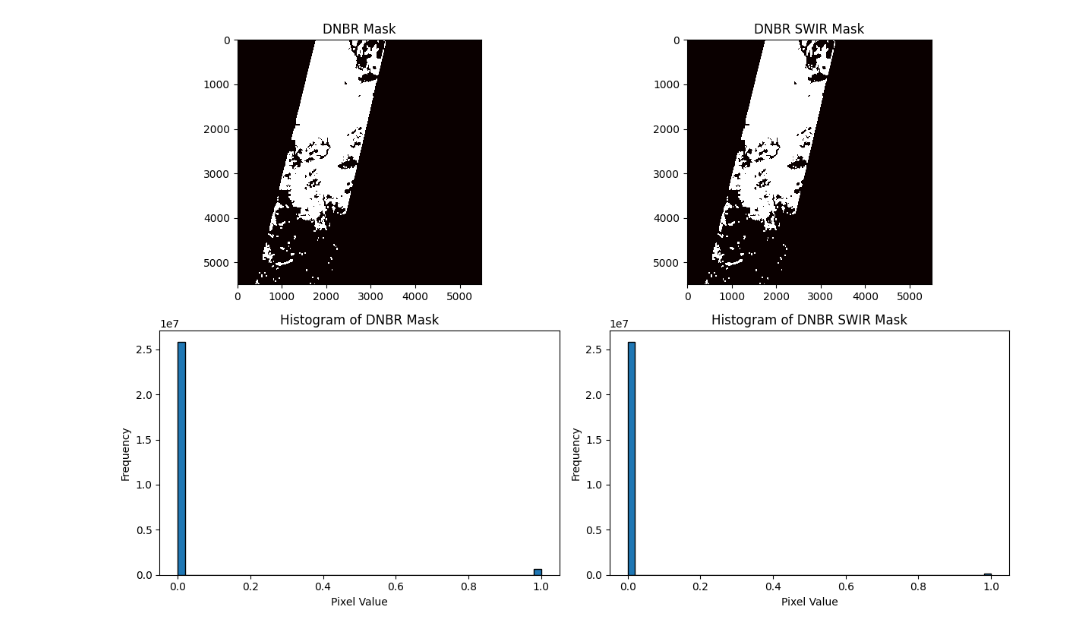 DNBR Mask
DNBR SWIR Mask
0
1000
2000
3000
4000
5000
0 1000 2000 3000 4000 5000
0
1000
2000
3000
4000
5000
0 1000 2000 3000 4000 5000
Histogram of DNBR Mask
1e7
2.5
2.0
1.5
1.0
0.5
0.0
Frequency
0.0 0.2 0.4 0.6 0.8 1.0
Pixel Value
Histogram of DNBR SWIR Mask
1e7
2.5
2.0
1.5
1.0
0.5
0.0
Frequency
0.0 0.2 0.4 0.6 0.8 1.0
Pixel Value